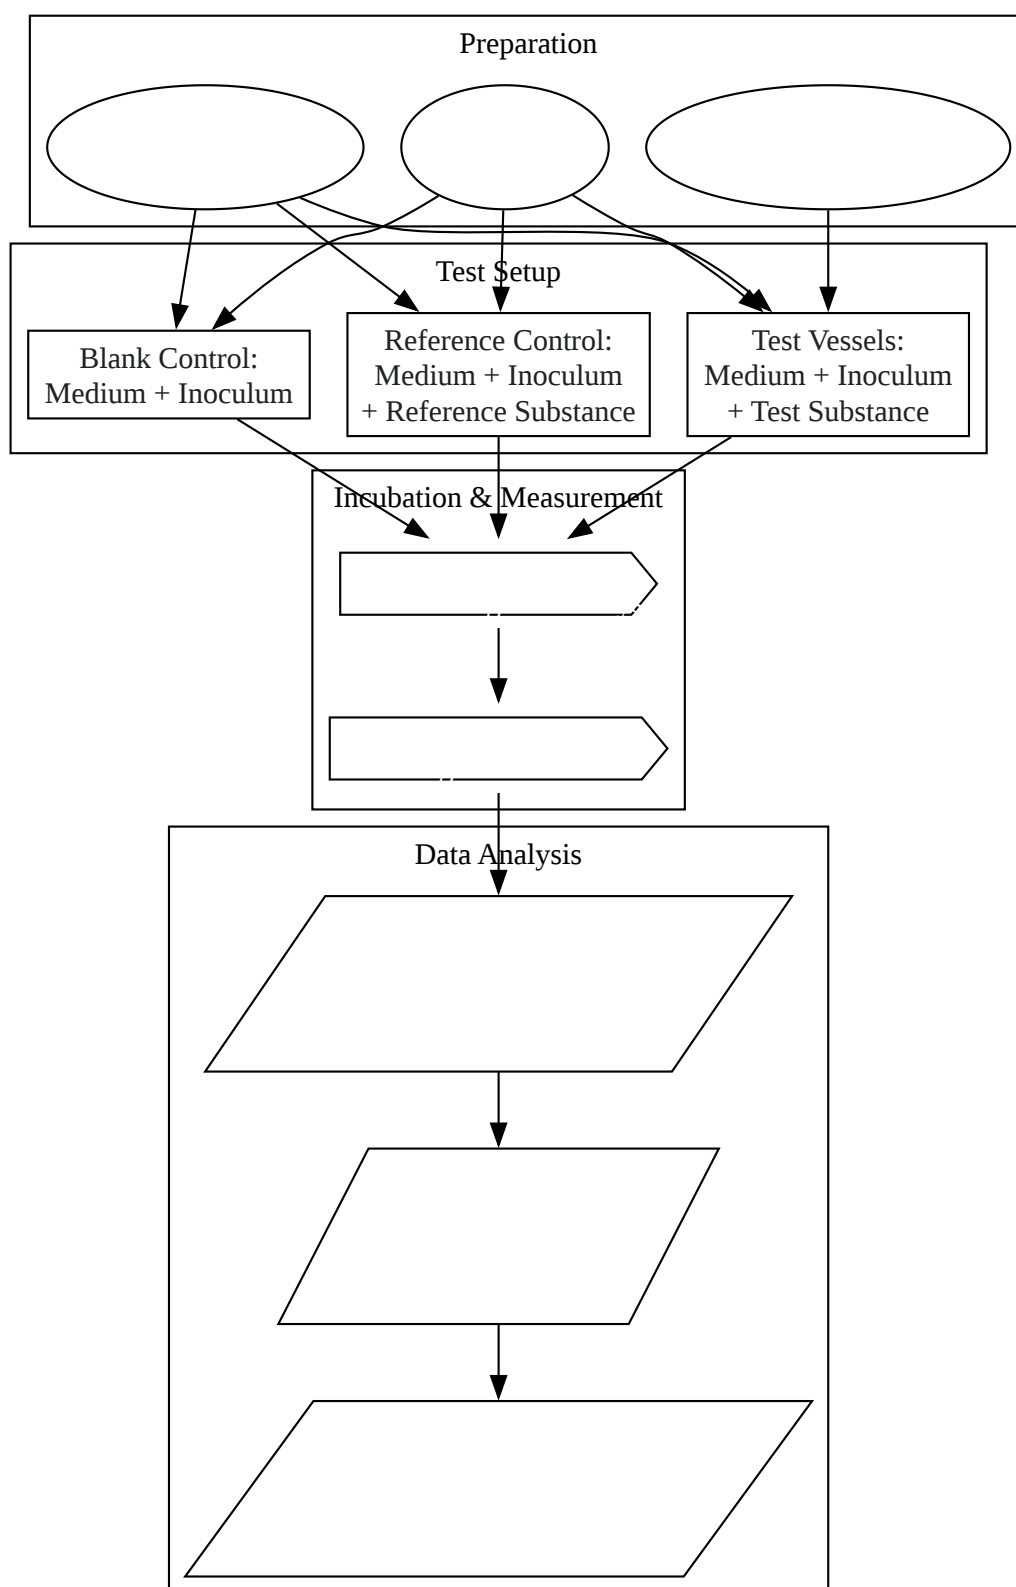 Preparation
Test Setup
Blank Control:
Medium + Inoculum
Reference Control:
Medium + Inoculum
+ Reference Substance
Test Vessels:
Medium + Inoculum
+ Test Substance
Incubation & Measurement
Data Analysis